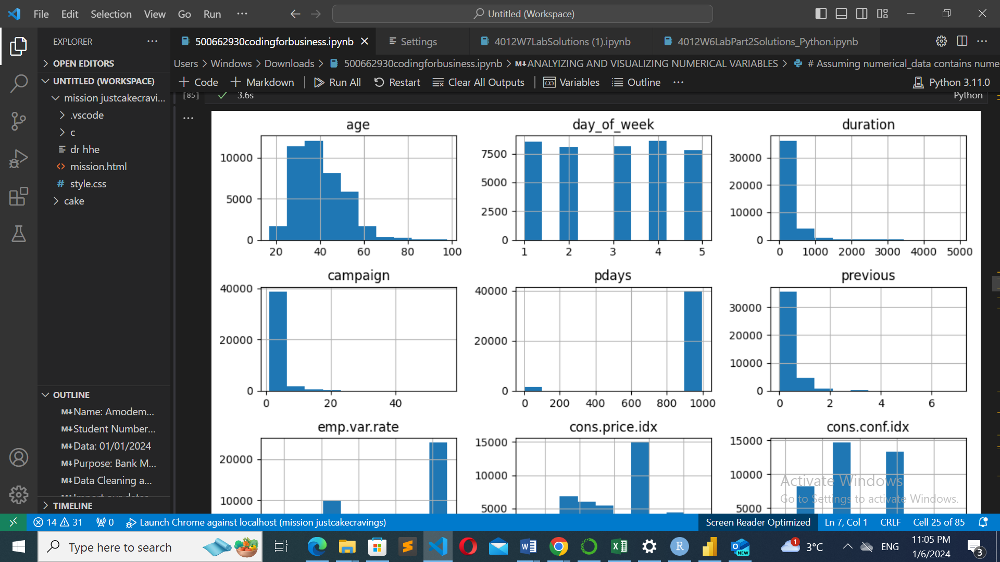 File Edit Selection View Go Run ···
Untitled (Workspace)
EXPLORER
500662930codingforbusiness.ipynb
Settings
4012W7LabSolutions (1).ipynb
4012W6LabPart2Solutions_Python.ipynb
OPEN EDITORS
Users > Windows > Downloads > 500662930codingforbusiness.ipynb > M↓ANALYIZING AND VISUALIZING NUMERICAL VARIABLES > # Assuming numerical_data contains nume
UNTITLED (WORKSPACE)
+ Code + Markdown Run All Restart Clear All Outputs Variables Outline ··· Python 3.11.0
mission justcakecravi...
[85] ✓ 3.6s Python
.vscode
c
dr hhe
mission.html
style.css
cake
age
10000
5000
0
20 40 60 80 100
day_of_week
7500
5000
2500
0
1 2 3 4 5
duration
30000
20000
10000
0
0 1000 2000 3000 4000 5000
campaign
40000
20000
0
0 20 40
pdays
40000
20000
0
0 200 400 600 800 1000
previous
30000
20000
10000
0
0 2 4 6
emp.var.rate
20000
10000
cons.price.idx
15000
10000
5000
cons.conf.idx
15000
10000
5000
Activate Windows
Go to Settings to activate Windows.
OUTLINE
M↓Name: Amodem...
M↓Student Number...
M↓Data: 01/01/2024
M↓Purpose: Bank M...
M↓Data Cleaning a...
TIMELINE
14 31 0 Launch Chrome against localhost (mission justcakecravings)
Screen Reader Optimized Ln 7, Col 1 CRLF Cell 25 of 85
Type here to search
NEW
1 3°C ENG
11:05 PM
1/6/2024
3